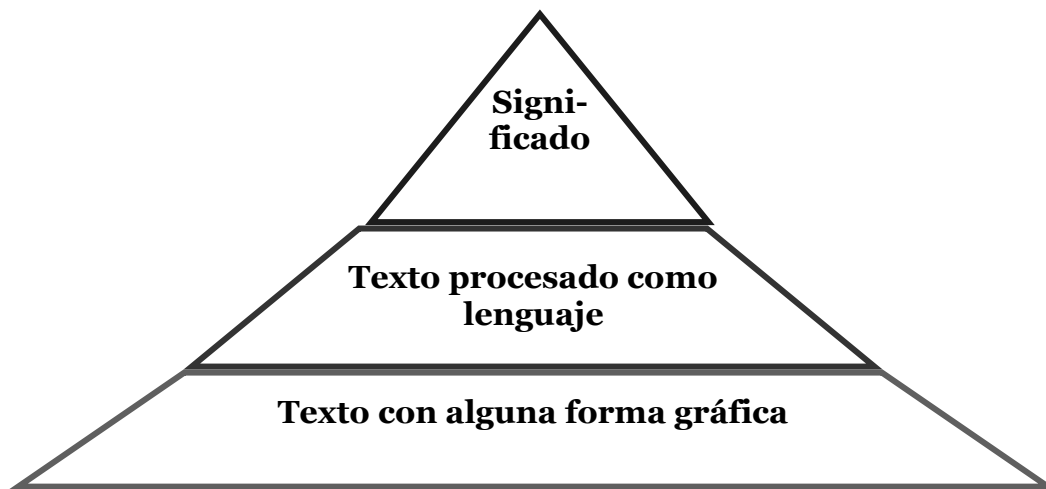 Signi-
ficado
Texto procesado como
lenguaje
Texto con alguna forma gráfica